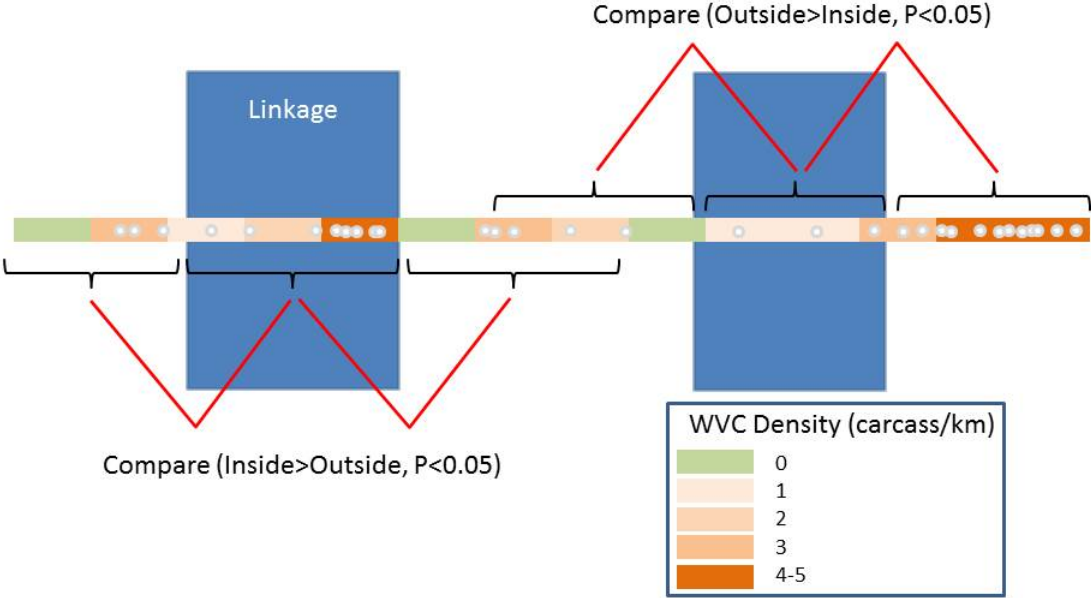 Compare (Outside>Inside, P<0.05)
Linkage
Compare (Inside>Outside, P<0.05)
WVC Density (carcass/km)
0
1
2
3
4-5